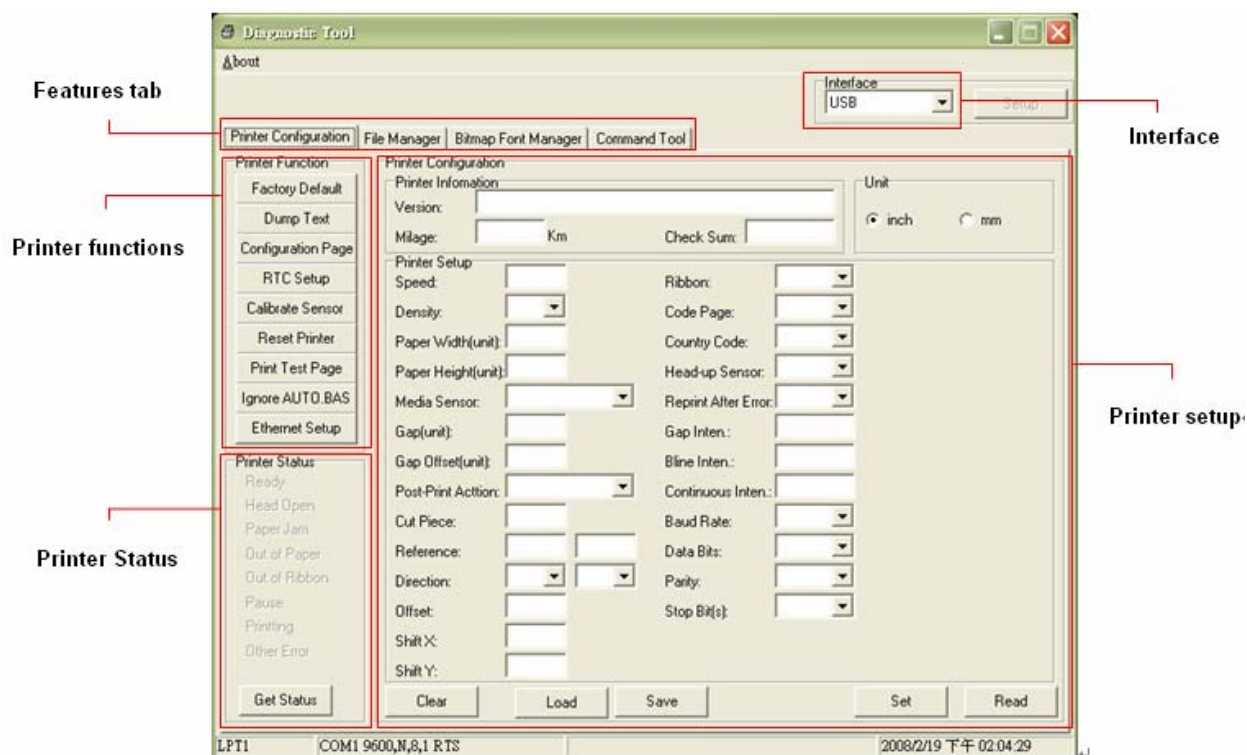 Diagnostic Tool
About
Features tab
Interface
USB
Setup
Interface
Printer Configuration File Manager Bitmap Font Manager Command Tool
Printer Function
Factory Default
Dump Text
Configuration Page
RTC Setup
Calibrate Sensor
Reset Printer
Print Test Page
Ignore AUTO.BAS
Ethernet Setup
Printer functions
Printer Status
Ready
Head Open
Paper Jam
Out of Paper
Out of Ribbon
Pause
Printing
Other Error
Get Status
Printer Status
Printer Configuration
Printer Infomation
Version:
Milage: Km Check Sum:
Unit
inch mm
Printer Setup
Speed: Ribbon:
Density: Code Page:
Paper Width(unit): Country Code:
Paper Height(unit): Head-up Sensor:
Media Sensor: Reprint After Error:
Gap(unit): Gap Inten.:
Gap Offset(unit): Bline Inten.:
Post-Print Acttion: Continuous Inten.:
Cut Piece: Baud Rate:
Reference: Data Bits:
Direction: Parity:
Offset: Stop Bit(s):
Shift X:
Shift Y:
Clear Load Save Set Read
Printer setup
LPT1 COM1 9600,N,8,1 RTS 2008/2/19 下午 02:04:29